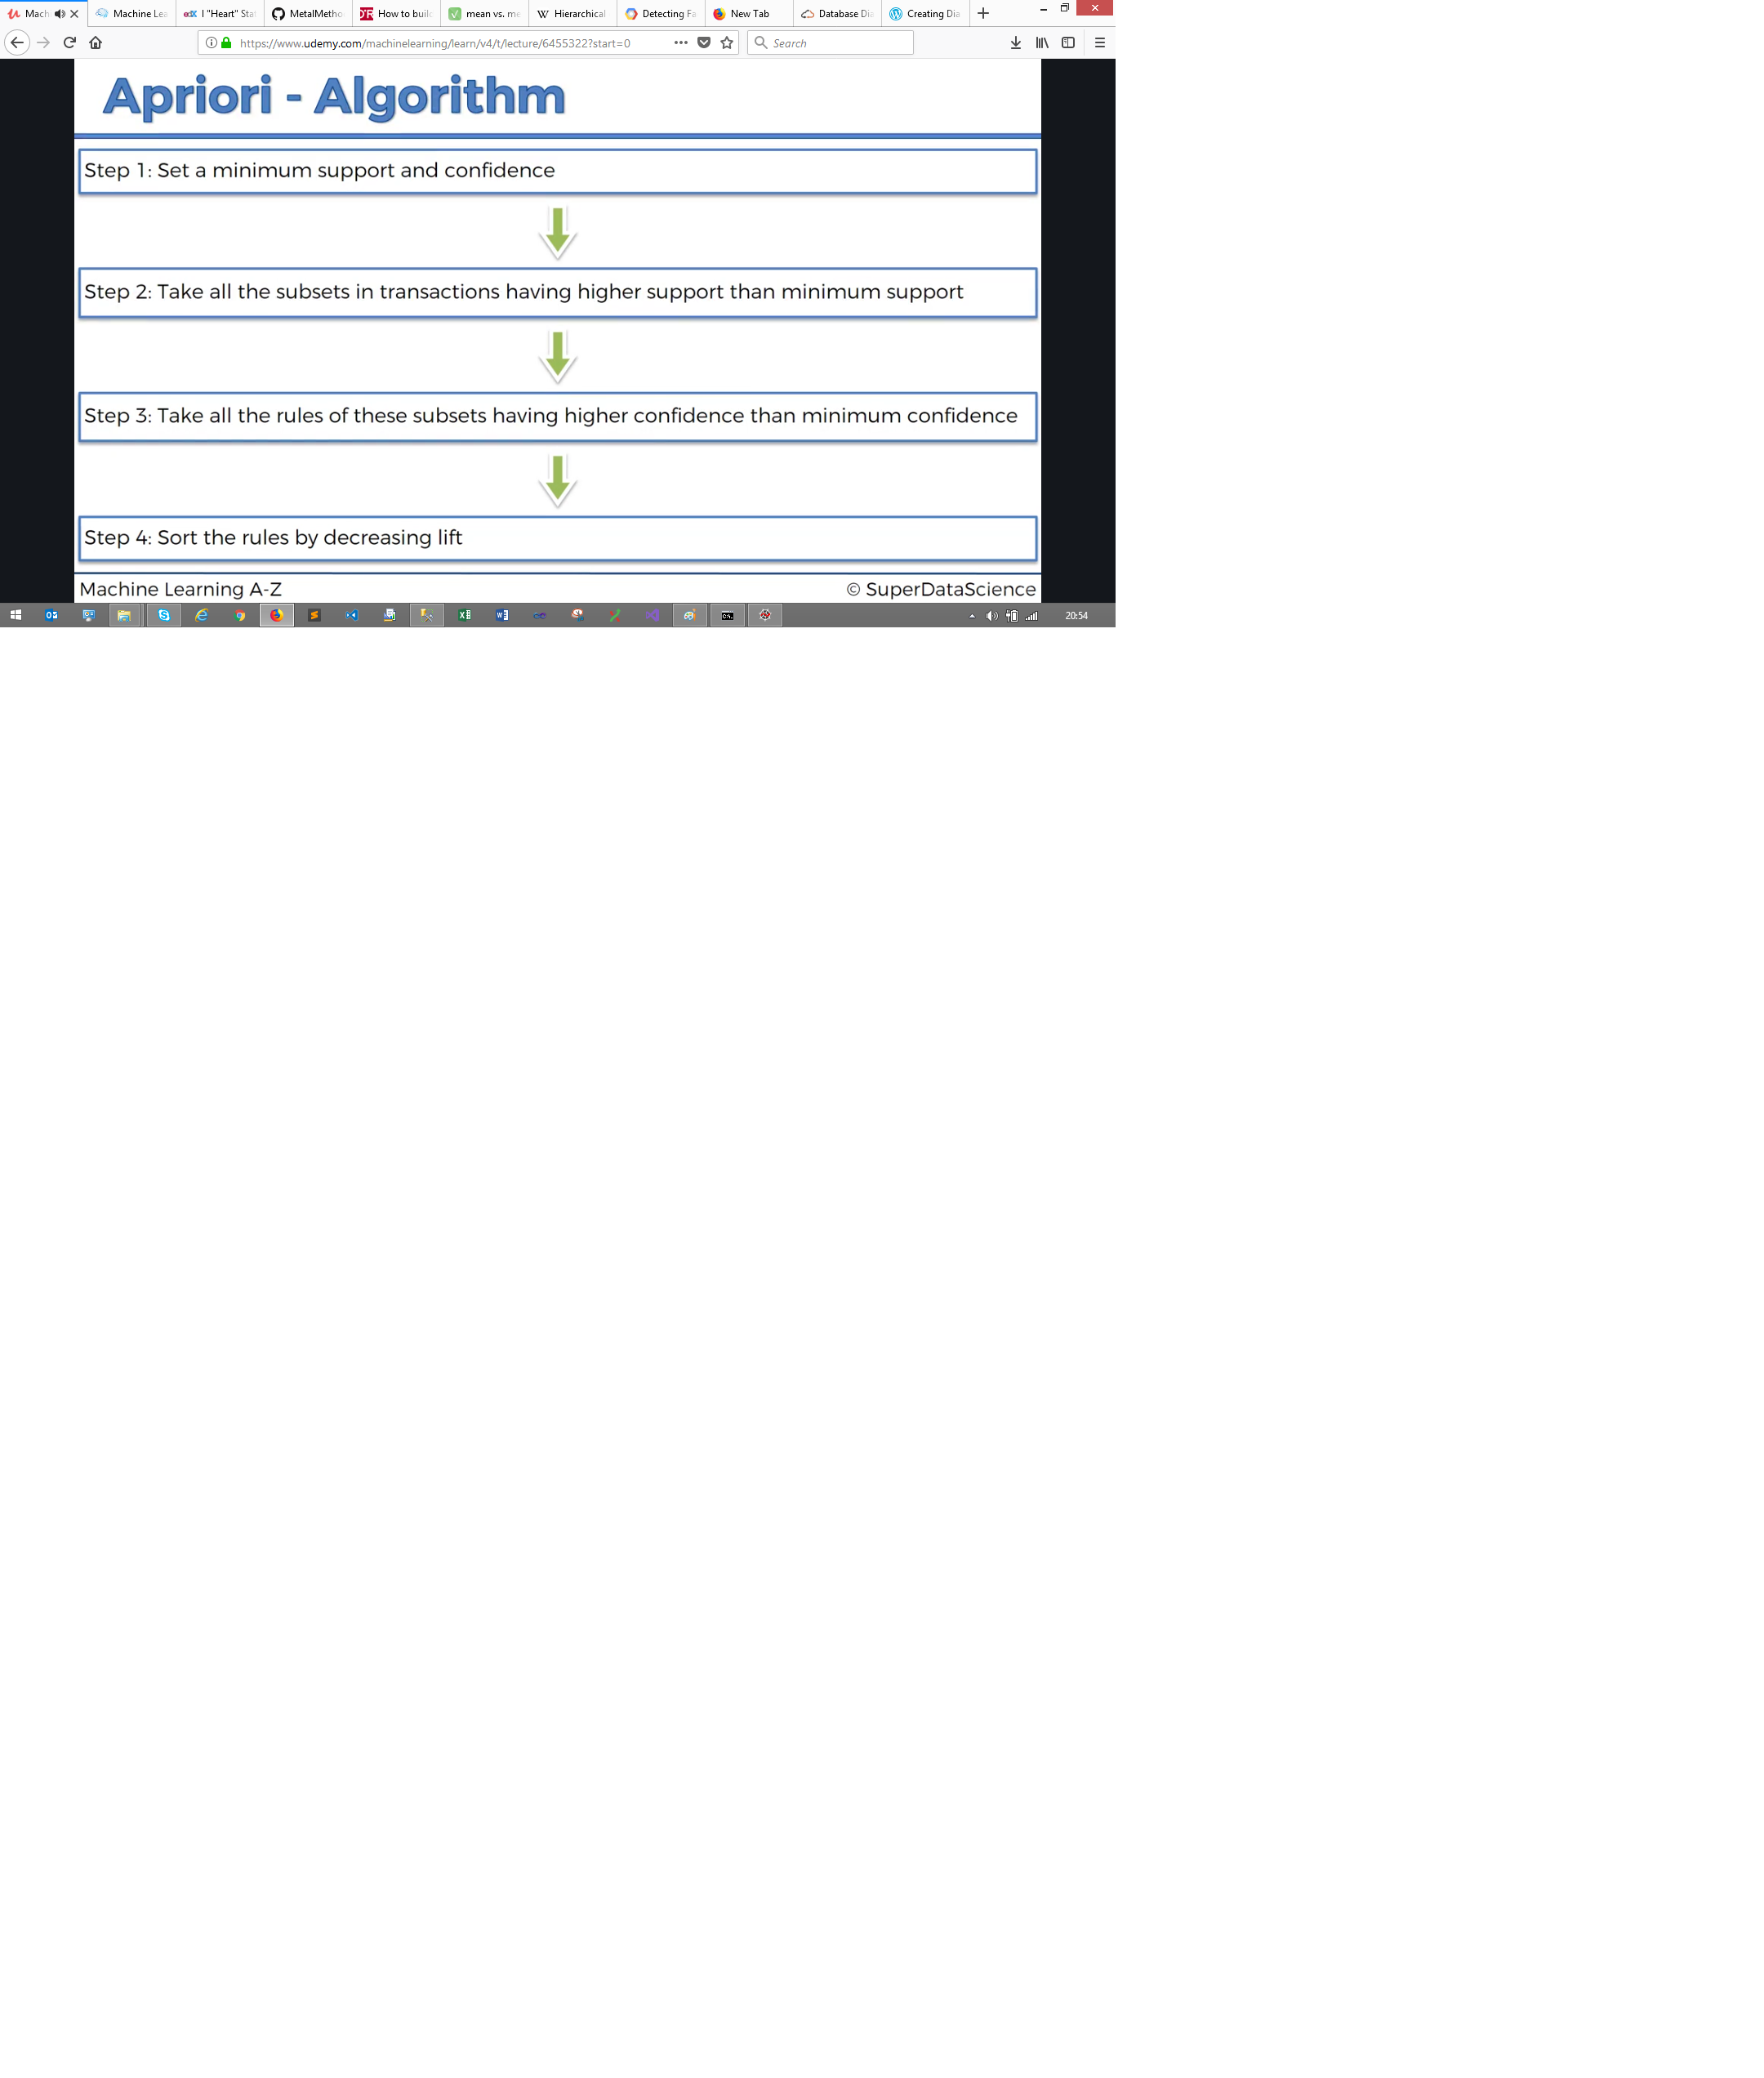 Mach
Machine Lea
I "Heart" Stat
MetalMetho
How to build
mean vs. me
Hierarchical
Detecting Fa
New Tab
Database Dia
Creating Dia
https://www.udemy.com/machinelearning/learn/v4/t/lecture/6455322?start=0
Search
Apriori - Algorithm
Step 1: Set a minimum support and confidence
Step 2: Take all the subsets in transactions having higher support than minimum support
Step 3: Take all the rules of these subsets having higher confidence than minimum confidence
Step 4: Sort the rules by decreasing lift
Machine Learning A-Z
© SuperDataScience
20:54